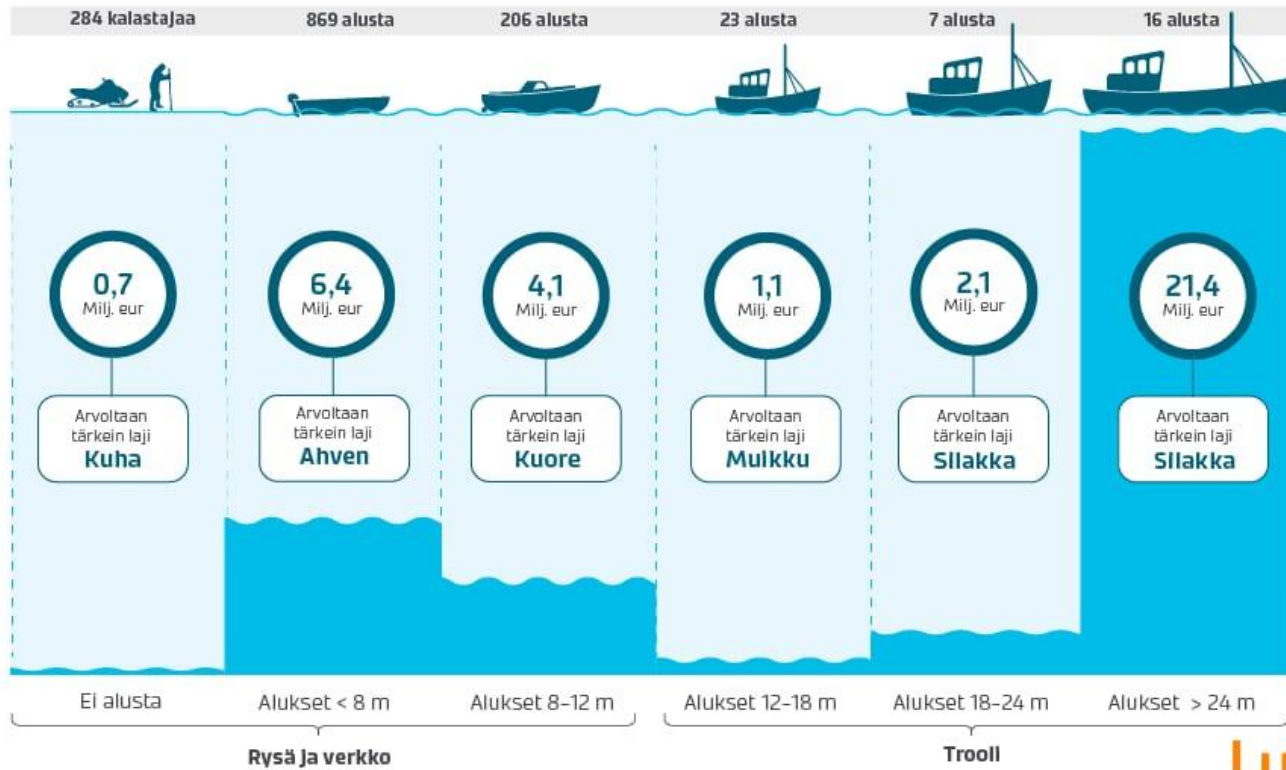 284 kalastajaa
869 alusta
206 alusta
23 alusta
7 alusta
16 alusta
0,7
Milj. eur
6,4
Milj. eur
4,1
Milj. eur
1,1
Milj. eur
2,1
Milj. eur
21,4
Milj. eur
Arvoltaan
tärkein laji
Kuha
Arvoltaan
tärkein laji
Ahven
Arvoltaan
tärkein laji
Kuore
Arvoltaan
tärkein laji
Muikku
Arvoltaan
tärkein laji
Silakka
Arvoltaan
tärkein laji
Silakka
Ei alusta
Alukset < 8 m
Alukset 8-12 m
Alukset 12-18 m
Alukset 18-24 m
Alukset > 24 m
Rysä ja verkko
Trooli